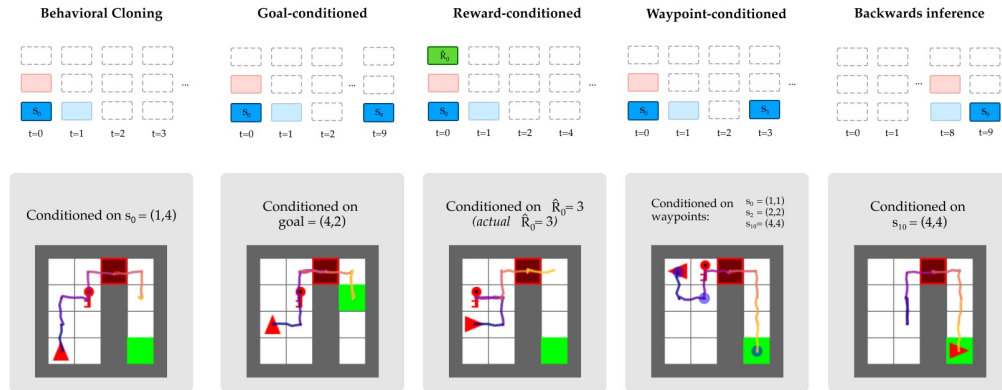 Behavioral Cloning
R̂₀
S₀
...
t=0 t=1 t=2 t=3
Conditioned on s₀ = (1,4)
Goal-conditioned
...
S₀ S₉
t=0 t=1 t=2 t=9
Conditioned on
goal = (4,2)
Reward-conditioned
R̂₀
...
S₀
t=0 t=1 t=2 t=4
Conditioned on R̂₀= 3
(actual R̂₀= 3)
Waypoint-conditioned
...
S₀ S₃
t=0 t=1 t=2 t=3
Conditioned on
waypoints:
s₀ = (1,1)
s₂ = (2,2)
s₁₀= (4,4)
Backwards inference
...
S₉
t=0 t=1 t=8 t=9
Conditioned on
s₁₀ = (4,4)